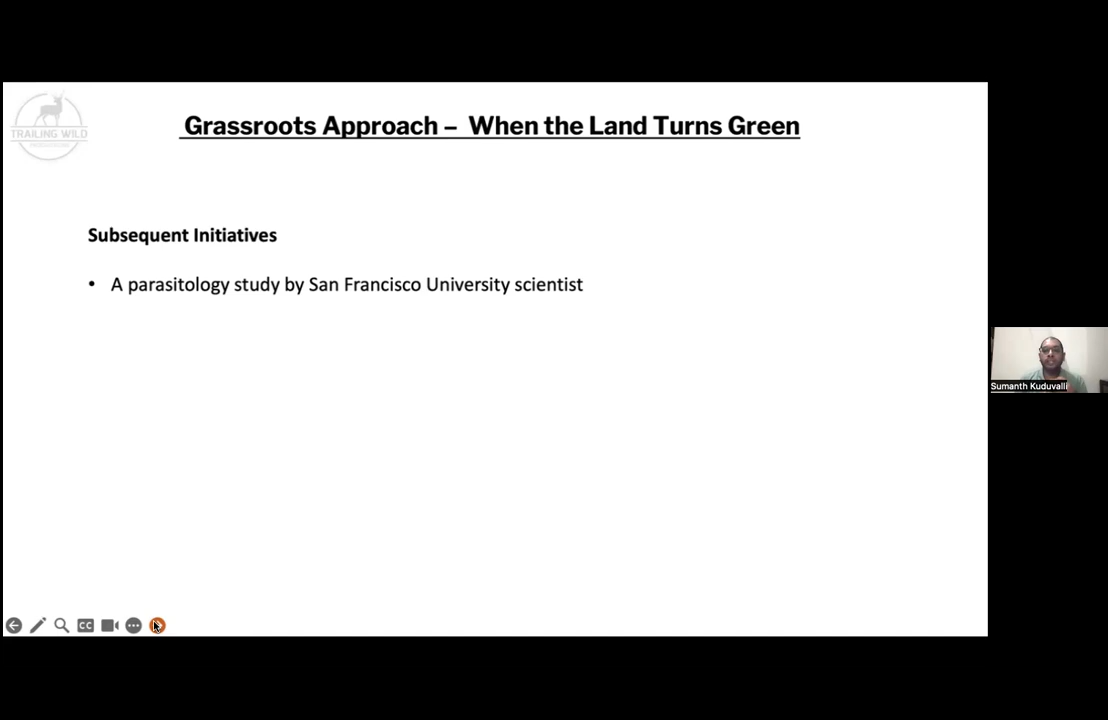 TRAILING WILD
Grassroots Approach – When the Land Turns Green
Subsequent Initiatives
• A parasitology study by San Francisco University scientist
Sumanth Kuduvalli
CC